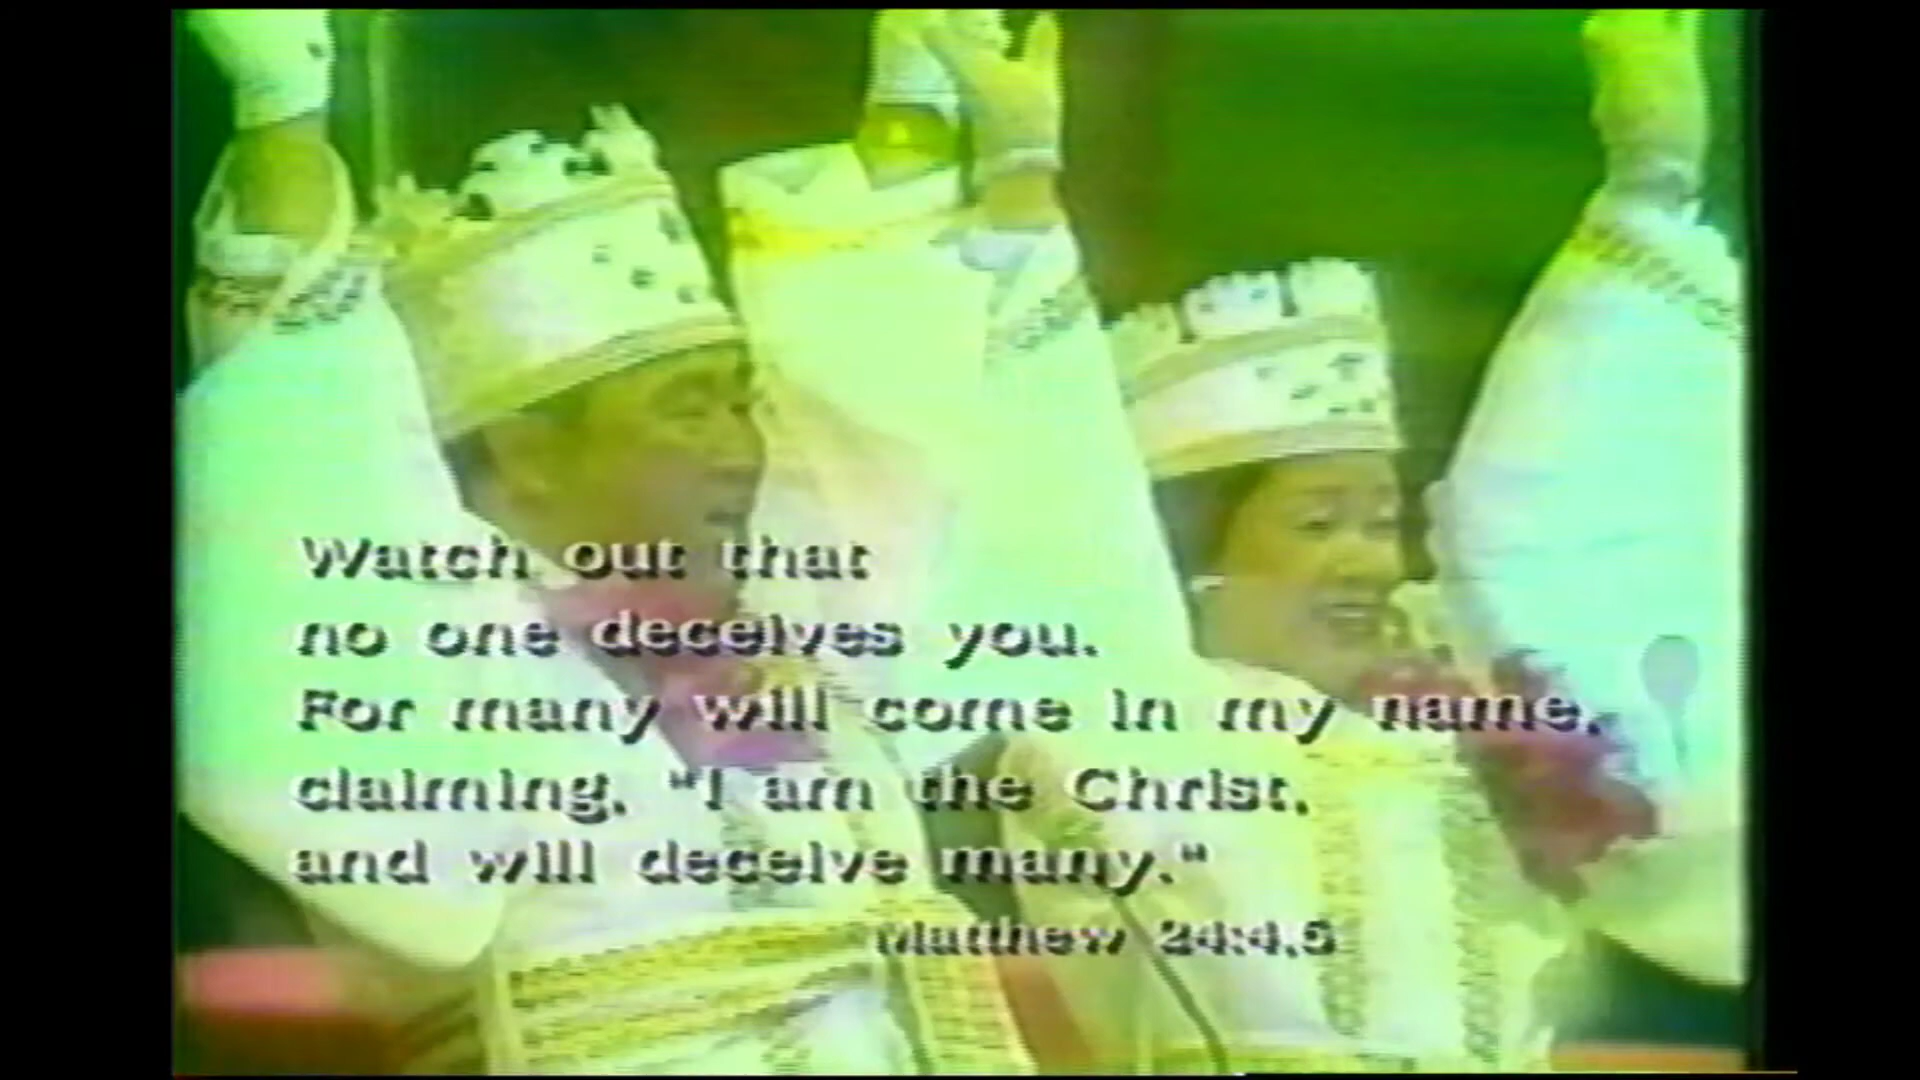 Watch out that
no one deceives you.
For many will come in my name,
claiming, "I am the Christ,
and will deceive many."
Matthew 24:4,5